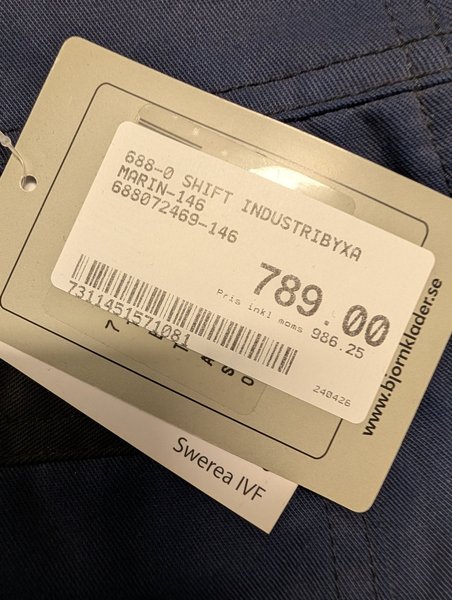 688-0 SHIFT INDUSTRIBYXA
MARIN-146
688072469-146
789.00
Pris inkl moms 986.25
7311451571081
240426
www.bjornklader.se
Swerea IVF